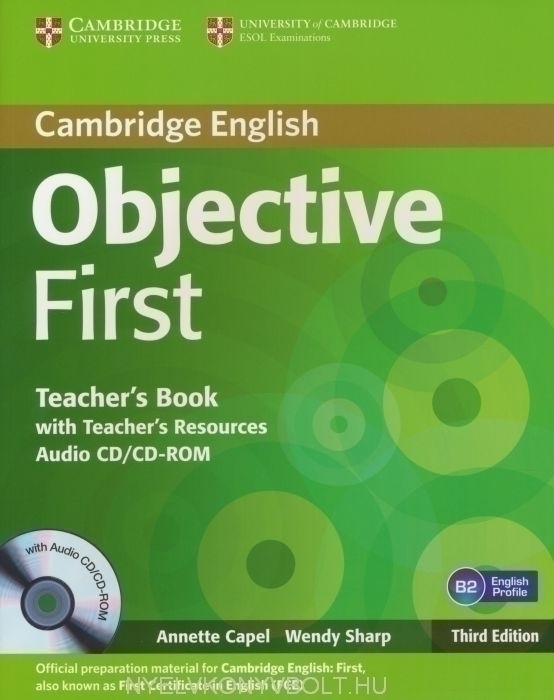 CAMBRIDGE
UNIVERSITY PRESS
UNIVERSITY of CAMBRIDGE
ESOL Examinations
Cambridge English
Objective
First
Teacher's Book
with Teacher's Resources
Audio CD/CD-ROM
with Audio CD/CD-ROM
B2 English
Profile
Annette Capel Wendy Sharp Third Edition
Official preparation material for Cambridge English: First,
also known as First Certificate in English (FCE)
NYELVKONYVBOLT.HU